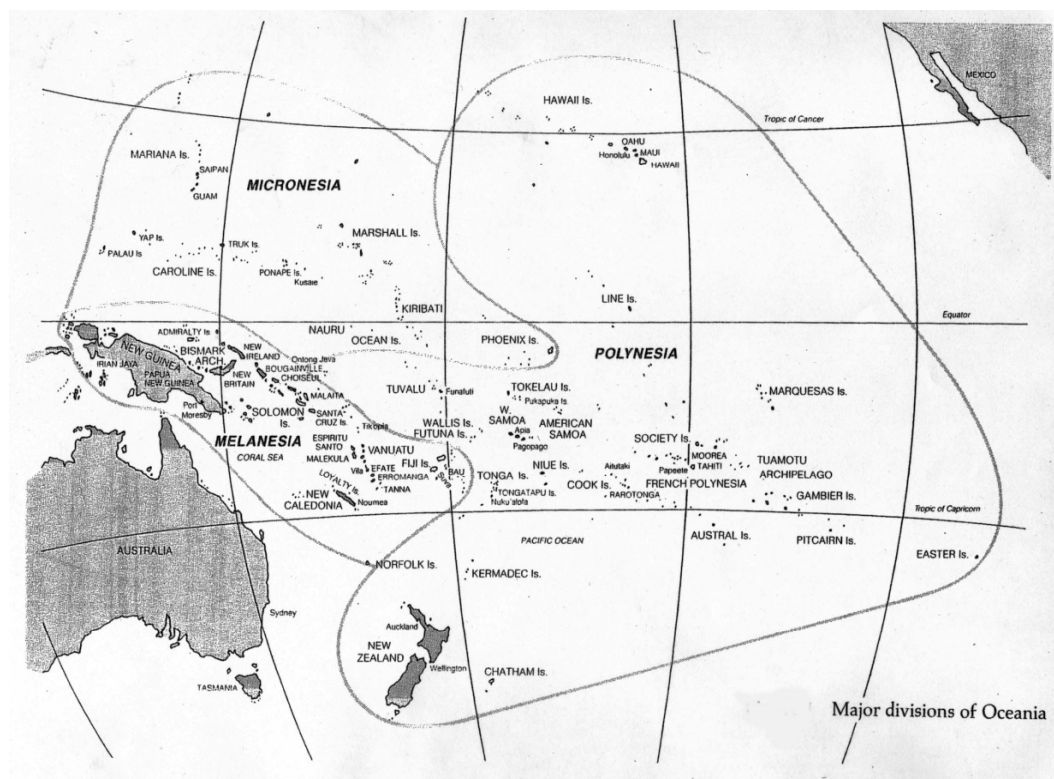 HAWAII Is.
MEXICO
Tropic of Cancer
OAHU
Honolulu
MAUI
HAWAII
MARIANA Is.
SAIPAN
GUAM
MICRONESIA
YAP Is.
PALAU Is
TRUK Is.
CAROLINE Is.
PONAPE Is.
Kusaie
MARSHALL Is.
KIRIBATI
LINE Is.
Equator
NAURU
OCEAN Is.
PHOENIX Is.
POLYNESIA
ADMIRALTY Is.
NEW GUINEA
BISMARK
ARCH.
NEW
IRELAND
IRIAN JAYA
PAPUA
NEW GUINEA
NEW
BRITAIN
Ontong Java
BOUGAINVILLE
CHOISEUL
MALAITA
Port
Moresby
SOLOMON
Is.
SANTA
CRUZ Is.
Tikopia
TUVALU
Funafuti
TOKELAU Is.
Pukapuka Is.
MARQUESAS Is.
WALLIS Is.
FUTUNA Is.
W.
SAMOA
Apia
AMERICAN
SAMOA
Pagopago
MELANESIA
CORAL SEA
ESPIRITU
SANTO
MALEKULA
VANUATU
Vila
EFATE
ERROMANGA
TANNA
FIJI Is.
Suva
BAU
TONGA Is.
TONGATAPU Is.
Nuku'alofa
NIUE Is.
SOCIETY Is.
MOOREA
Papeete
TAHITI
TUAMOTU
ARCHIPELAGO
Aitutaki
COOK Is.
RAROTONGA
FRENCH POLYNESIA
GAMBIER Is.
LOYALTY Is.
NEW
CALEDONIA
Noumea
Tropic of Capricorn
AUSTRALIA
PACIFIC OCEAN
AUSTRAL Is.
PITCAIRN Is.
EASTER Is.
NORFOLK Is.
KERMADEC Is.
Sydney
Auckland
NEW
ZEALAND
Wellington
CHATHAM Is.
TASMANIA
Major divisions of Oceania